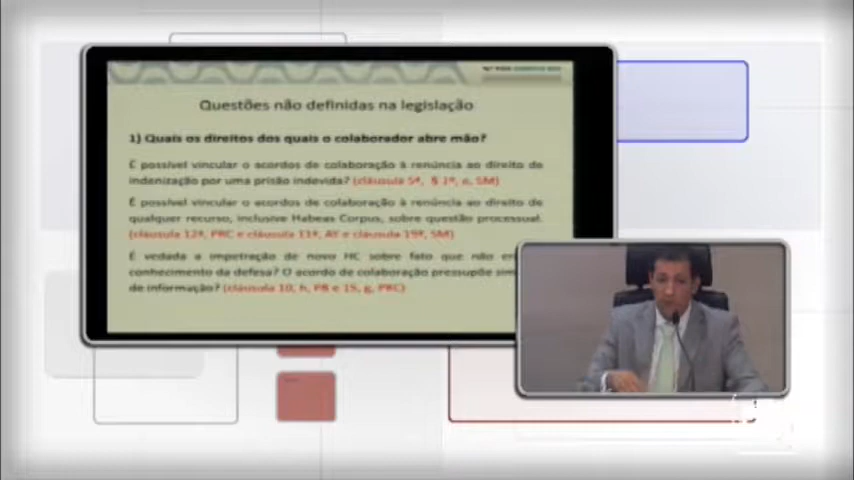 Questões não definidas na legislação
1) Quais os direitos dos quais o colaborador abre mão?
É possível vincular o acordos de colaboração à renúncia ao direito de
indenização por uma prisão indevida? (cláusula 5ª, § 1º, e, SM)
É possível vincular o acordos de colaboração à renúncia ao direito de
qualquer recurso, inclusive Habeas Corpus, sobre questão processual.
(cláusula 12ª, PRC e cláusula 11ª, AY e cláusula 19ª, SM)
É vedada a impetração de novo HC sobre fato que não
conhecimento da defesa? O acordo de colaboração pressupõe
de informação? (cláusula 10, h, PB e 15, g, PRC)